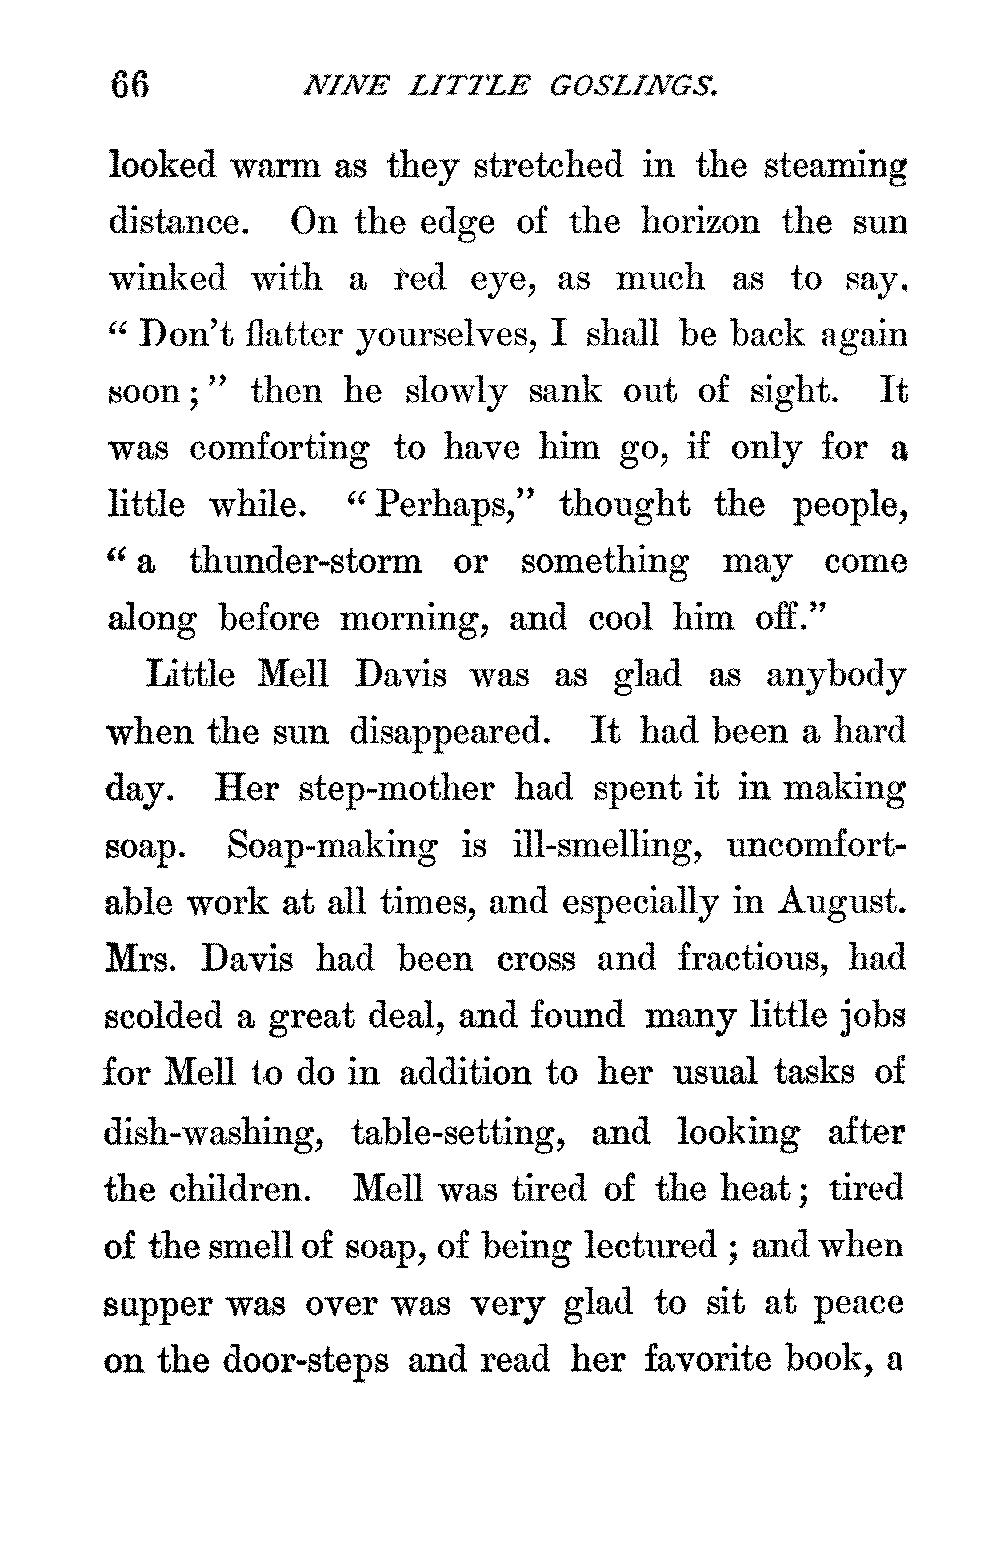 66 NINE LITTLE GOSLINGS.
looked warm as they stretched in the steaming
distance. On the edge of the horizon the sun
winked with a red eye, as much as to say.
“ Don’t flatter yourselves, I shall be back again
soon ; ” then he slowly sank out of sight. It
was comforting to have him go, if only for a
little while. “ Perhaps,” thought the people,
“ a thunder-storm or something may come
along before morning, and cool him off.”
Little Mell Davis was as glad as anybody
when the sun disappeared. It had been a hard
day. Her step-mother had spent it in making
soap. Soap-making is ill-smelling, uncomfort-
able work at all times, and especially in August.
Mrs. Davis had been cross and fractious, had
scolded a great deal, and found many little jobs
for Mell to do in addition to her usual tasks of
dish-washing, table-setting, and looking after
the children. Mell was tired of the heat ; tired
of the smell of soap, of being lectured ; and when
supper was over was very glad to sit at peace
on the door-steps and read her favorite book, a